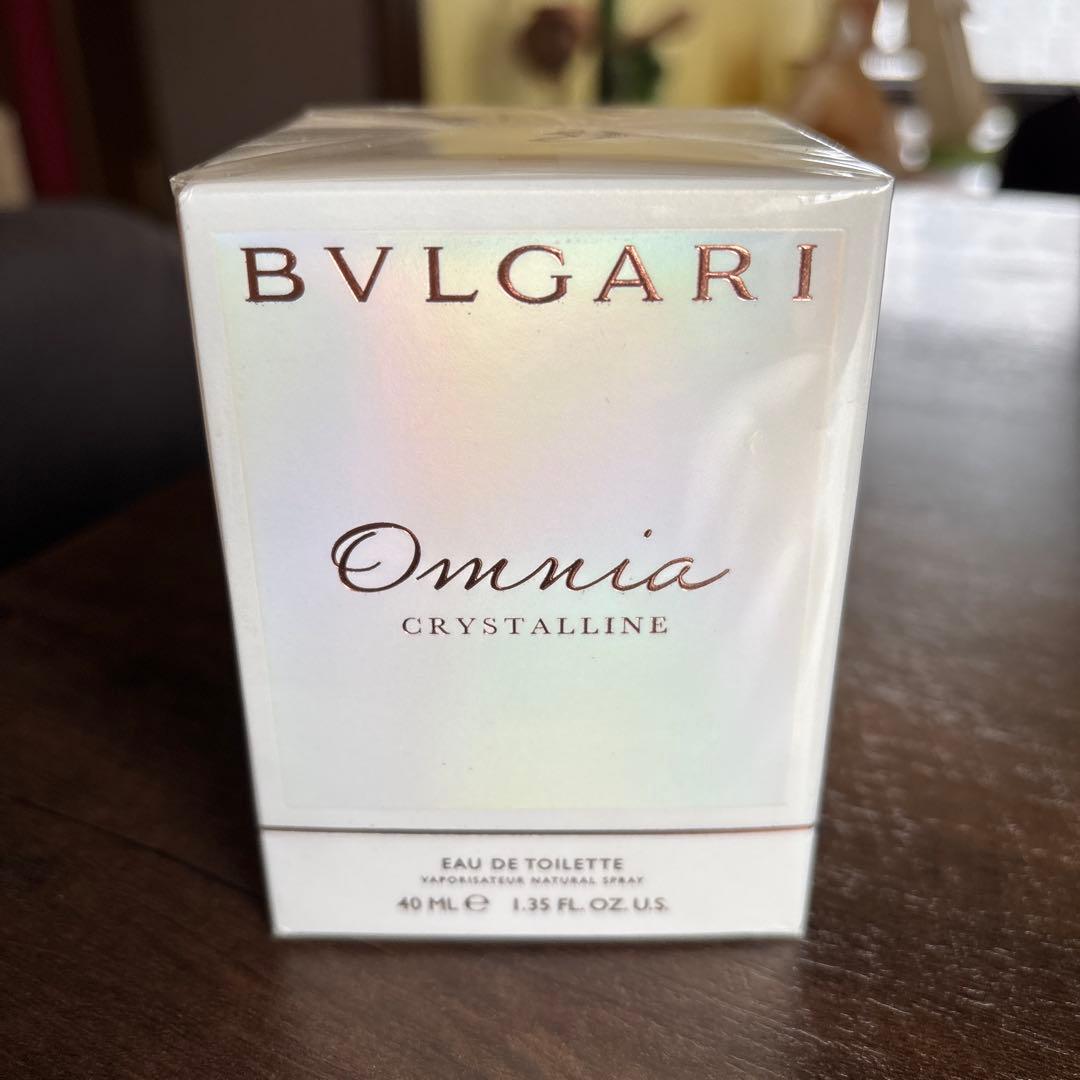 BVLGARI
Omnia
CRYSTALLINE
EAU DE TOILETTE
VAPORISATEUR NATURAL SPRAY
40 ML ℮ 1.35 FL. OZ. U.S.